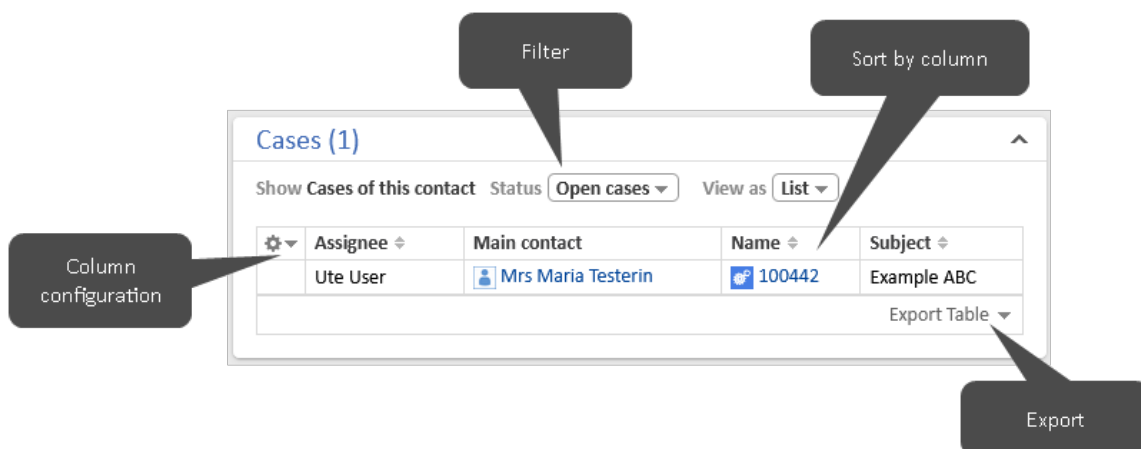 Filter
Sort by column
Cases (1)
Show Cases of this contact Status Open cases View as List
Column
configuration
Assignee Main contact Name Subject
Ute User Mrs Maria Testerin 100442 Example ABC
Export Table
Export